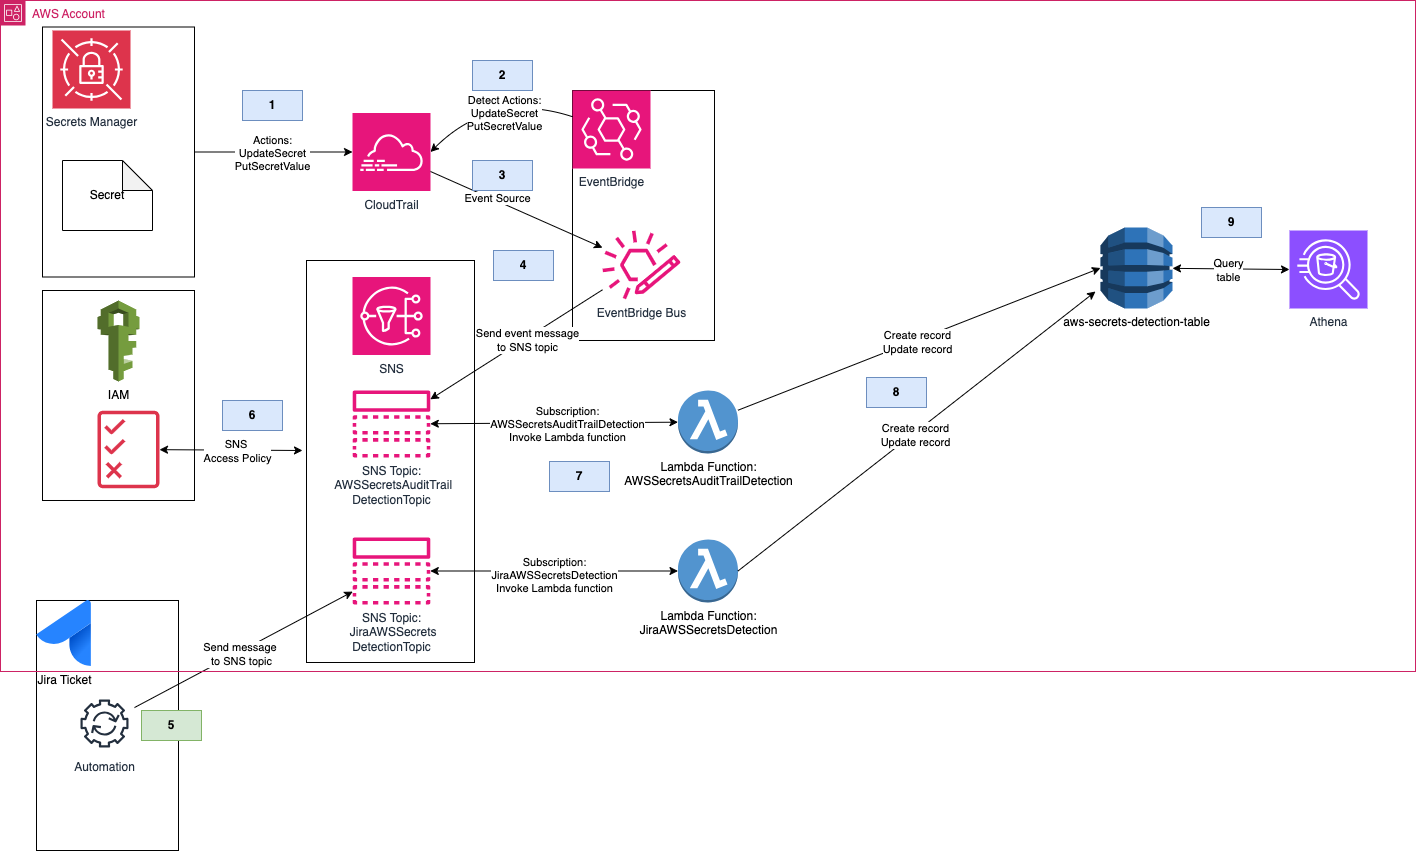 AWS Account
Secrets Manager
Secret
1
Actions:
UpdateSecret
PutSecretValue
CloudTrail
2
Detect Actions:
UpdateSecret
PutSecretValue
3
Event Source
EventBridge
EventBridge Bus
4
Send event message
to SNS topic
SNS
IAM
6
SNS
Access Policy
SNS Topic:
AWSSecretsAuditTrail
DetectionTopic
Subscription:
AWSSecretsAuditTrailDetection
Invoke Lambda function
7
Lambda Function:
AWSSecretsAuditTrailDetection
SNS Topic:
JiraAWSSecrets
DetectionTopic
Subscription:
JiraAWSSecretsDetection
Invoke Lambda function
Lambda Function:
JiraAWSSecretsDetection
Create record
Update record
8
Create record
Update record
aws-secrets-detection-table
9
Query
table
Athena
Jira Ticket
Send message
to SNS topic
5
Automation